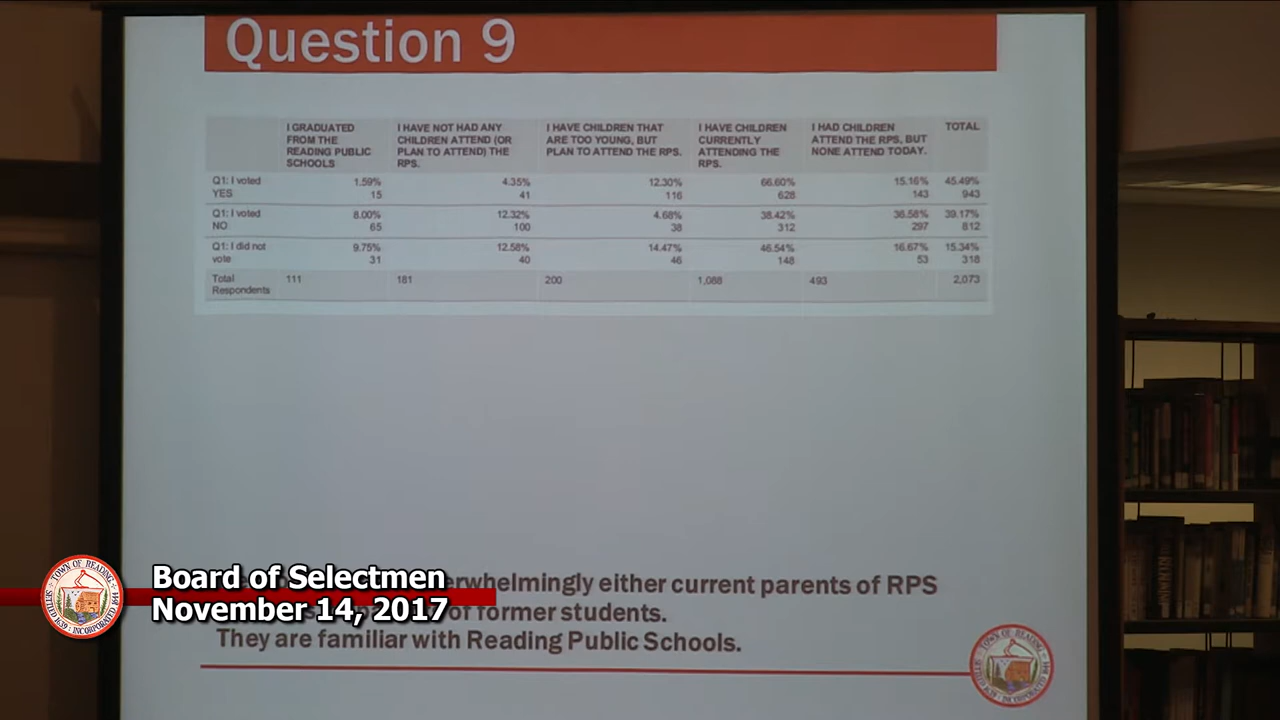 Question 9
I GRADUATED FROM THE READING PUBLIC SCHOOLS
I HAVE NOT HAD ANY CHILDREN ATTEND (OR PLAN TO ATTEND) THE RPS.
I HAVE CHILDREN THAT ARE TOO YOUNG, BUT PLAN TO ATTEND THE RPS.
I HAVE CHILDREN CURRENTLY ATTENDING THE RPS.
I HAD CHILDREN ATTEND THE RPS, BUT NONE ATTEND TODAY.
TOTAL
Q1: I voted YES
1.59% 4.35% 12.30% 66.60% 15.16% 45.49%
15 41 116 628 143 943
Q1: I voted NO
8.00% 12.32% 4.68% 38.42% 36.58% 39.17%
65 100 38 312 297 812
Q1: I did not vote
9.75% 12.58% 14.47% 46.54% 16.67% 15.34%
31 40 46 148 53 318
Total Respondents 111 181 200 1,088 493 2,073
either current parents of RPS
of former students.
They are familiar with Reading Public Schools.
Board of Selectmen
November 14, 2017
TOWN OF READING
SETTLED 1639 INCORPORATED 1644